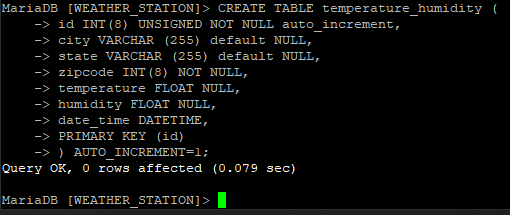 MariaDB [WEATHER_STATION]> CREATE TABLE temperature_humidity (
    -> id INT(8) UNSIGNED NOT NULL auto_increment,
    -> city VARCHAR (255) default NULL,
    -> state VARCHAR (255) default NULL,
    -> zipcode INT(8) NOT NULL,
    -> temperature FLOAT NULL,
    -> humidity FLOAT NULL,
    -> date_time DATETIME,
    -> PRIMARY KEY (id)
    -> ) AUTO_INCREMENT=1;
Query OK, 0 rows affected (0.079 sec)
MariaDB [WEATHER_STATION]>